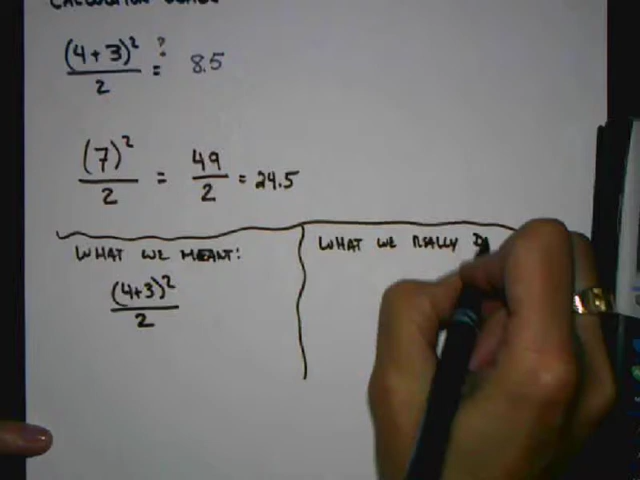 (4+3)²/2 ≟ 8.5
(7)²/2 = 49/2 = 24.5
WHAT WE MEANT:
(4+3)²/2
WHAT WE REALLY